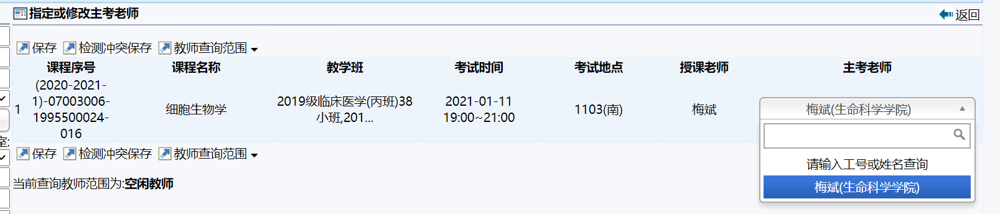 指定或修改主考老师
返回
保存 检测冲突保存 教师查询范围
课程序号 课程名称 教学班 考试时间 考试地点 授课老师 主考老师
1
(2020-2021-
1)-07003006-
1995500024-
016
细胞生物学
2019级临床医学(丙班)38
小班,201...
2021-01-11
19:00~21:00
1103(南)
梅斌
梅斌(生命科学学院)
请输入工号或姓名查询
梅斌(生命科学学院)
室:
保存 检测冲突保存 教师查询范围
当前查询教师范围为:空闲教师